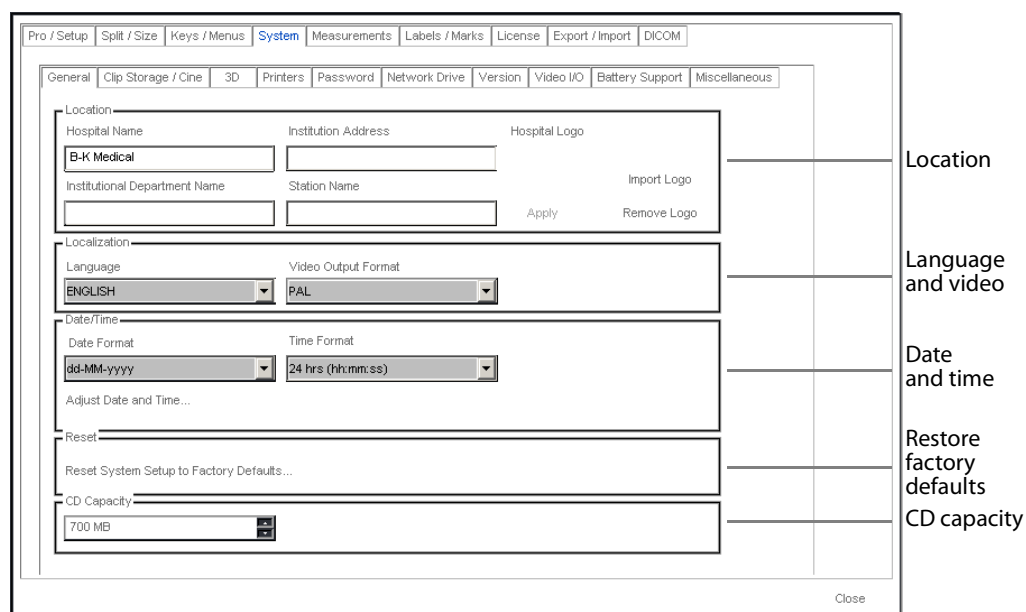 Pro / Setup Split / Size Keys / Menus System Measurements Labels / Marks License Export / Import DICOM
General Clip Storage / Cine 3D Printers Password Network Drive Version Video I/O Battery Support Miscellaneous
Location
Hospital Name Institution Address Hospital Logo
B-K Medical
Import Logo
Institutional Department Name Station Name
Apply Remove Logo
Location
Localization
Language Video Output Format
ENGLISH PAL
Language
and video
Date/Time
Date Format Time Format
dd-MM-yyyy 24 hrs (hh:mm:ss)
Adjust Date and Time...
Date
and time
Reset
Reset System Setup to Factory Defaults...
Restore
factory
defaults
CD Capacity
700 MB
CD capacity
Close